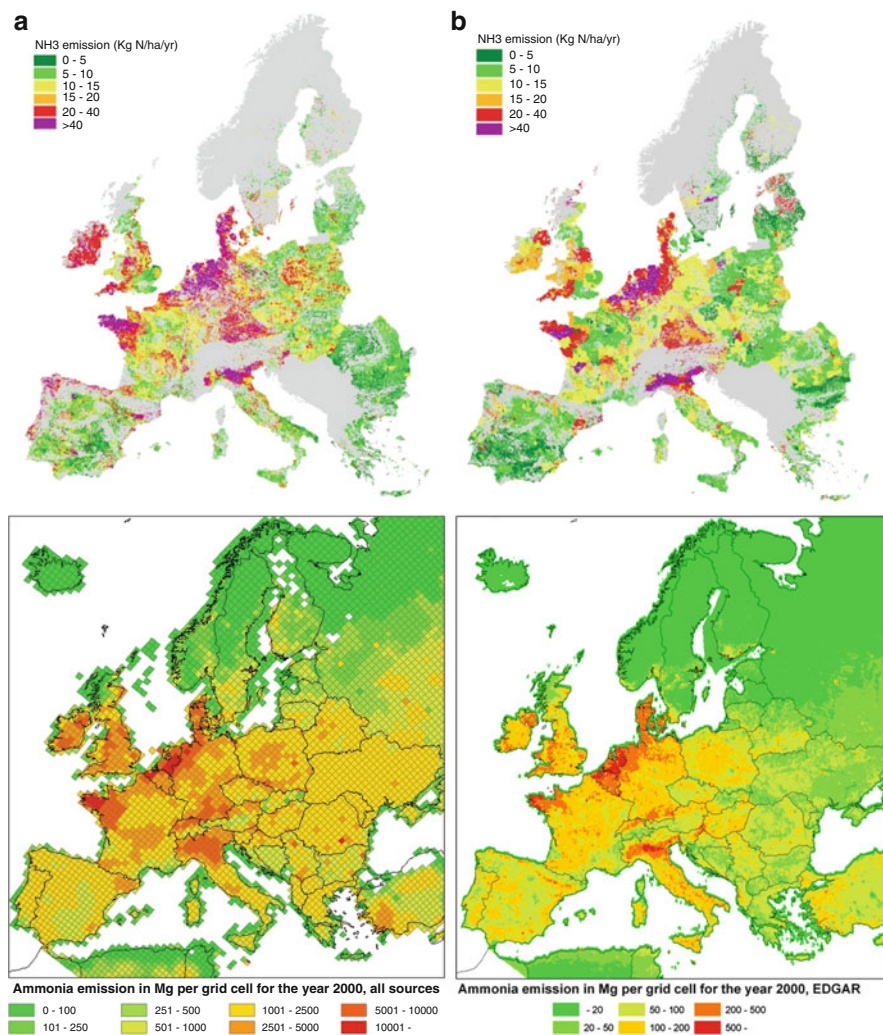 a
NH3 emission (Kg N/ha/yr)
0 - 5
5 - 10
10 - 15
15 - 20
20 - 40
>40
b
NH3 emission (Kg N/ha/yr)
0 - 5
5 - 10
10 - 15
15 - 20
20 - 40
>40
Ammonia emission in Mg per grid cell for the year 2000, all sources
0 - 100 251 - 500 1001 - 2500 5001 - 10000
101 - 250 501 - 1000 2501 - 5000 10001 -
Ammonia emission in Mg per grid cell for the year 2000, EDGAR
- 20 50 - 100 200 - 500
20 - 50 100 - 200 500 -